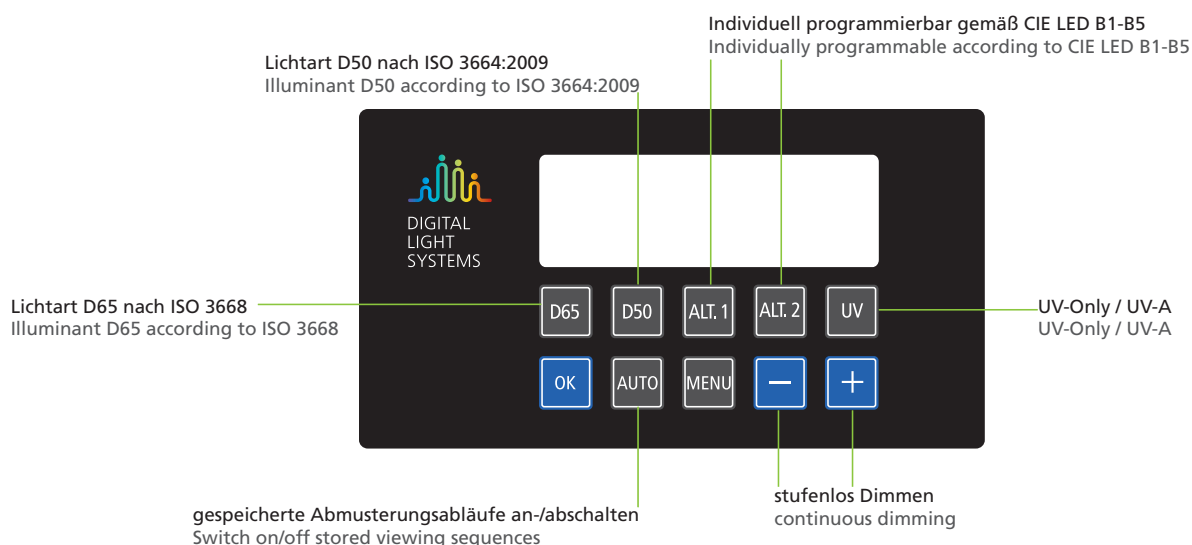 Individuell programmierbar gemäß CIE LED B1-B5
Individually programmable according to CIE LED B1-B5
Lichtart D50 nach ISO 3664:2009
Illuminant D50 according to ISO 3664:2009
DIGITAL
LIGHT
SYSTEMS
Lichtart D65 nach ISO 3668
Illuminant D65 according to ISO 3668
D65 D50 ALT. 1 ALT. 2 UV
UV-Only / UV-A
UV-Only / UV-A
OK AUTO MENU − +
gespeicherte Abmusterungsabläufe an-/abschalten
Switch on/off stored viewing sequences
stufenlos Dimmen
continuous dimming